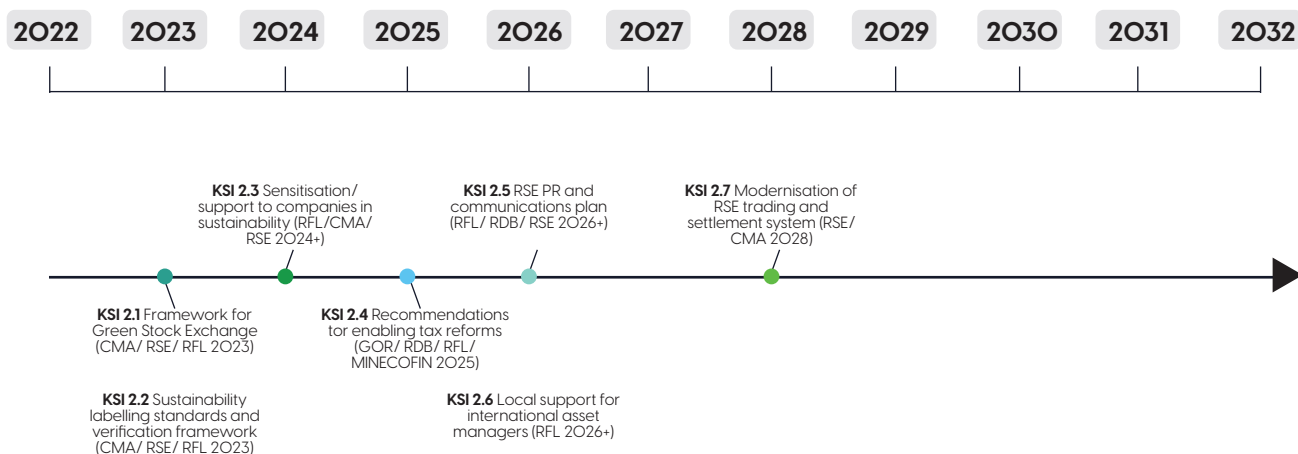 2022 2023 2024 2025 2026 2027 2028 2029 2030 2031 2032
KSI 2.3 Sensitisation/
support to companies in
sustainability (RFL/CMA/
RSE 2024+)
KSI 2.5 RSE PR and
communications plan
(RFL/ RDB/ RSE 2026+)
KSI 2.7 Modernisation of
RSE trading and
settlement system (RSE/
CMA 2028)
KSI 2.1 Framework for
Green Stock Exchange
(CMA/ RSE/ RFL 2023)
KSI 2.4 Recommendations
tor enabling tax reforms
(GOR/ RDB/ RFL/
MINECOFIN 2025)
KSI 2.2 Sustainability
labelling standards and
verification framework
(CMA/ RSE/ RFL 2023)
KSI 2.6 Local support for
international asset
managers (RFL 2026+)